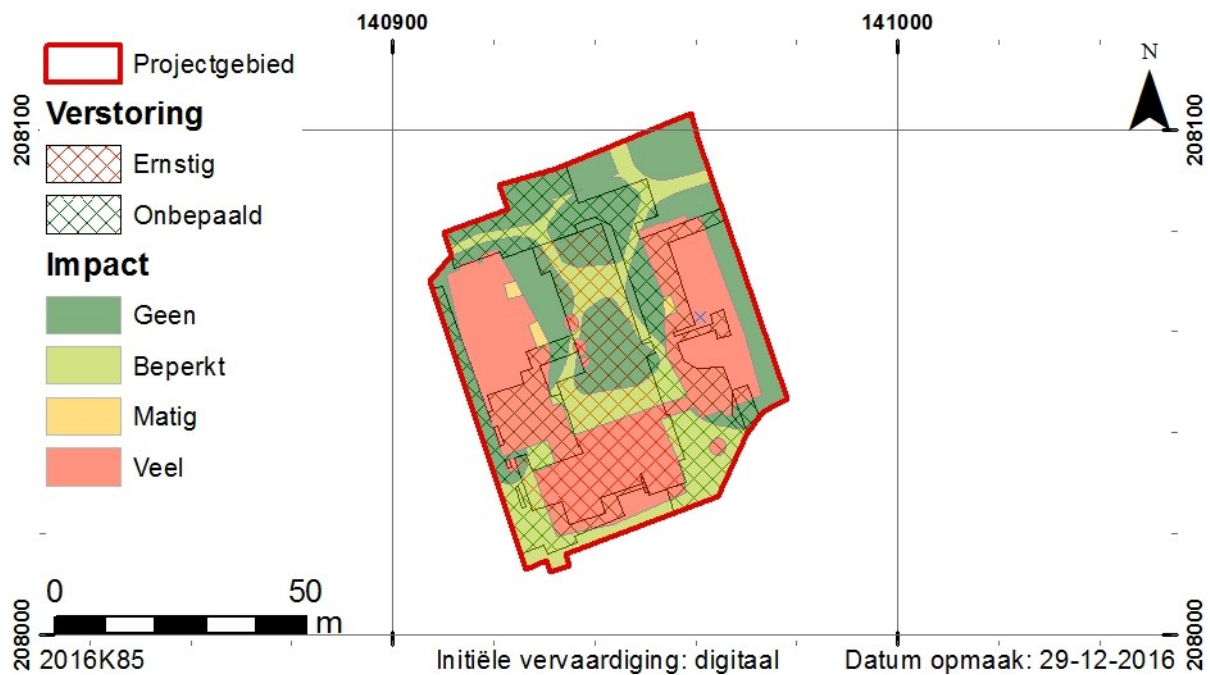 140900
141000
N
208100
208100
Projectgebied
Verstoring
Ernstig
Onbepaald
Impact
Geen
Beperkt
Matig
Veel
0 50
m
208000
208000
2016K85 Initiële vervaardiging: digitaal Datum opmaak: 29-12-2016